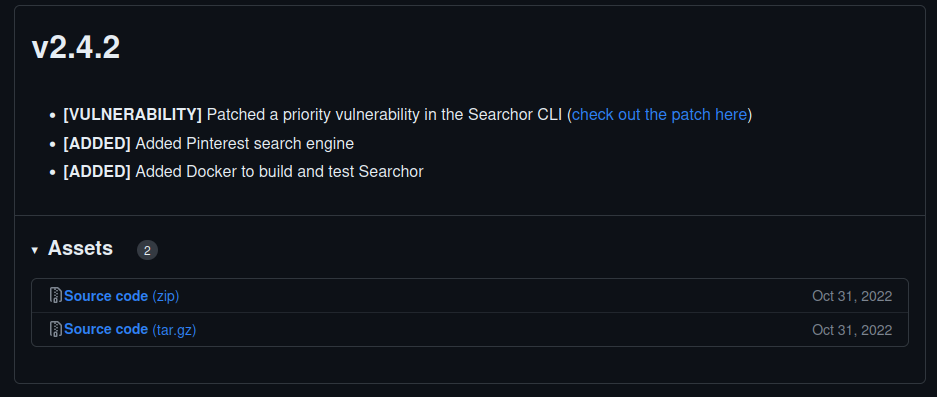 v2.4.2
• [VULNERABILITY] Patched a priority vulnerability in the Searchor CLI (check out the patch here)
• [ADDED] Added Pinterest search engine
• [ADDED] Added Docker to build and test Searchor
▾ Assets 2
Source code (zip) Oct 31, 2022
Source code (tar.gz) Oct 31, 2022